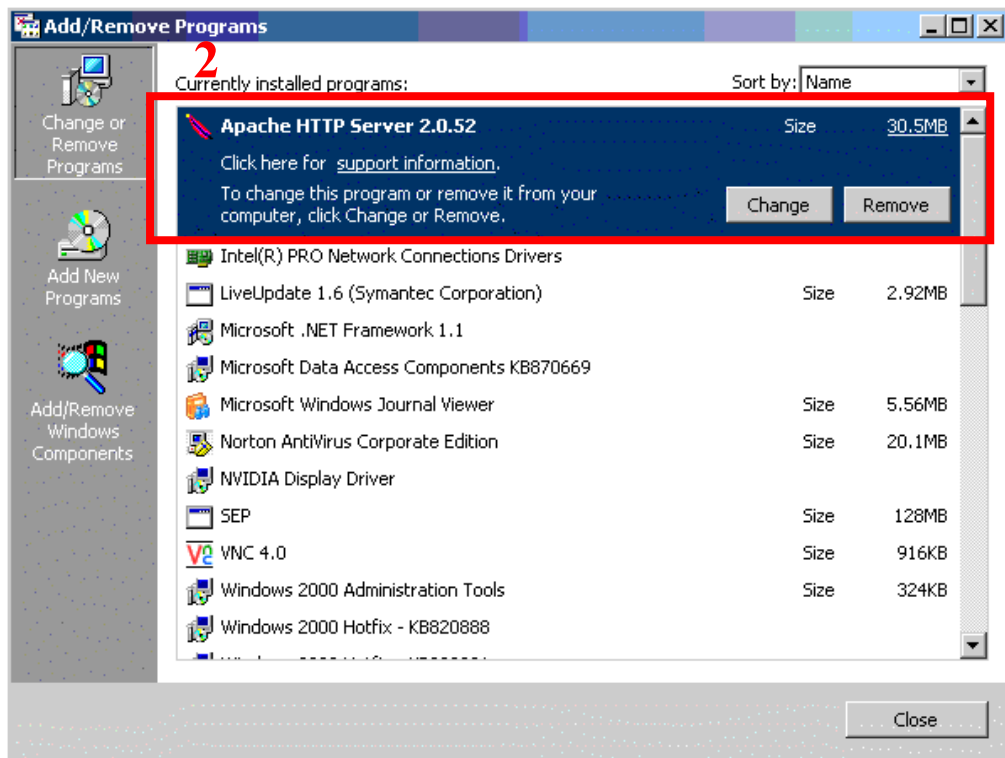 Add/Remove Programs
2
Currently installed programs: Sort by: Name
Change or
Remove
Programs
Add New
Programs
Add/Remove
Windows
Components
Apache HTTP Server 2.0.52 Size 30.5MB
Click here for support information.
To change this program or remove it from your
computer, click Change or Remove.
Change Remove
Intel(R) PRO Network Connections Drivers
LiveUpdate 1.6 (Symantec Corporation) Size 2.92MB
Microsoft .NET Framework 1.1
Microsoft Data Access Components KB870669
Microsoft Windows Journal Viewer Size 5.56MB
Norton AntiVirus Corporate Edition Size 20.1MB
NVIDIA Display Driver
SEP Size 128MB
VNC 4.0 Size 916KB
Windows 2000 Administration Tools Size 324KB
Windows 2000 Hotfix - KB820888
Close